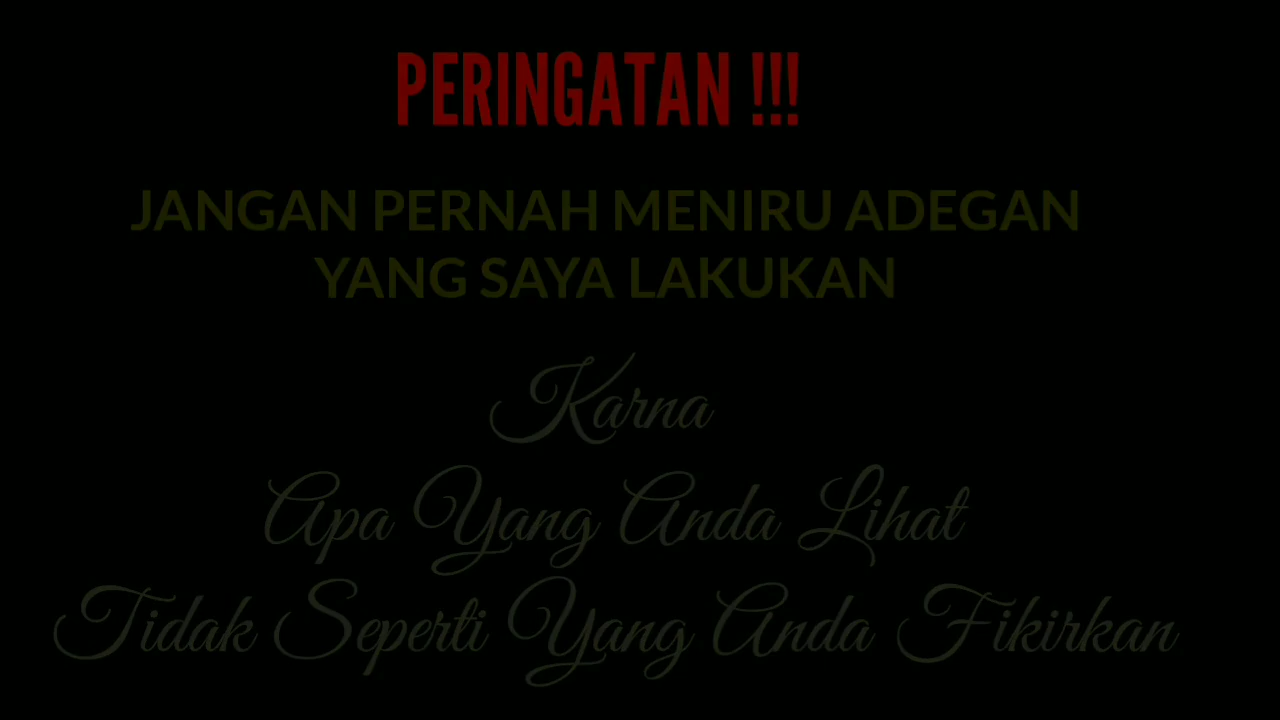 PERINGATAN !!!
JANGAN PERNAH MENIRU ADEGAN
YANG SAYA LAKUKAN
Karna
Apa Yang Anda Lihat
Tidak Seperti Yang Anda Fikirkan